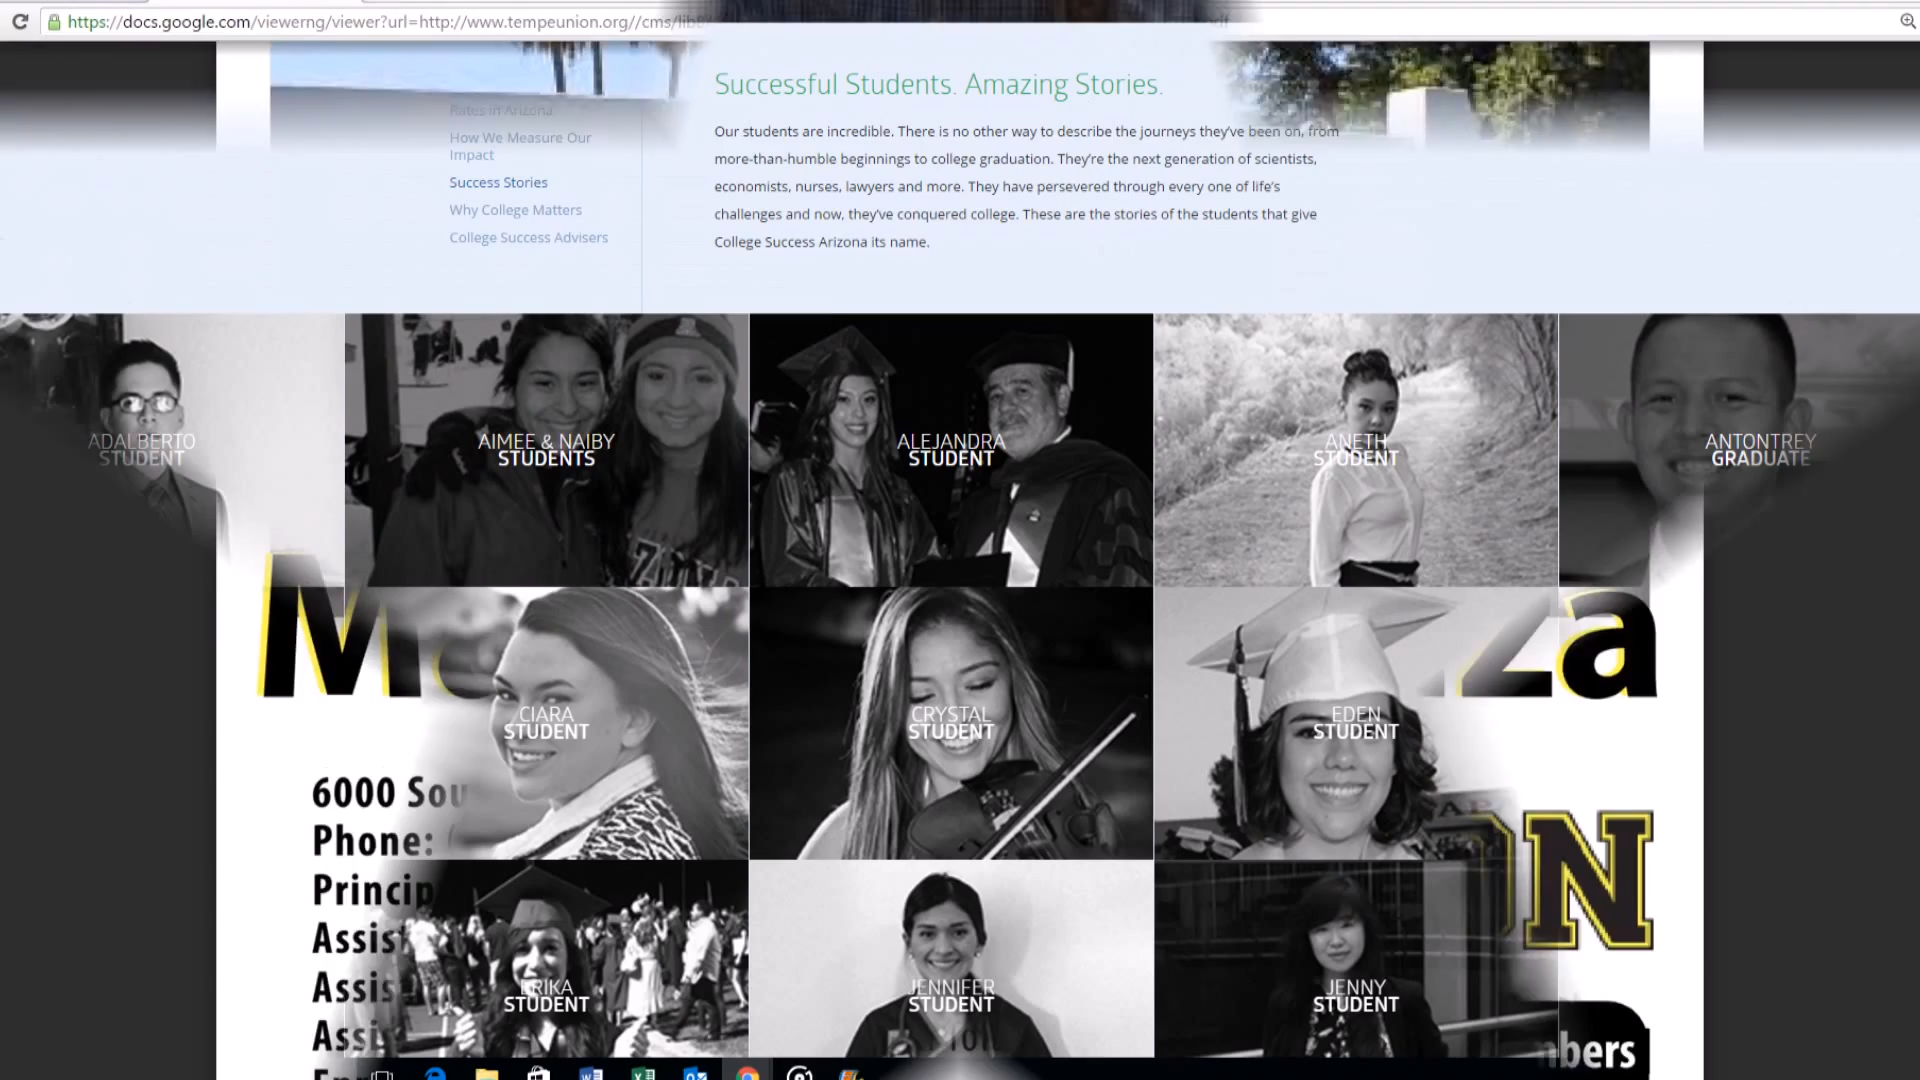 https://docs.google.com/viewerng/viewer?url=http://www.tempeunion.org//cms/lib
Successful Students. Amazing Stories.
Rates in Arizona
How We Measure Our
Impact
Success Stories
Why College Matters
College Success Advisers
Our students are incredible. There is no other way to describe the journeys they've been on, from
more-than-humble beginnings to college graduation. They're the next generation of scientists,
economists, nurses, lawyers and more. They have persevered through every one of life's
challenges and now, they've conquered college. These are the stories of the students that give
College Success Arizona its name.
ADALBERTO
STUDENT
AIMEE & NAIBY
STUDENTS
ALEJANDRA
STUDENT
ANETH
STUDENT
ANTONTREY
GRADUATE
CIARA
STUDENT
CRYSTAL
STUDENT
EDEN
STUDENT
6000
Phone:
N
ERIKA
STUDENT
JENNIFER
STUDENT
JENNY
STUDENT